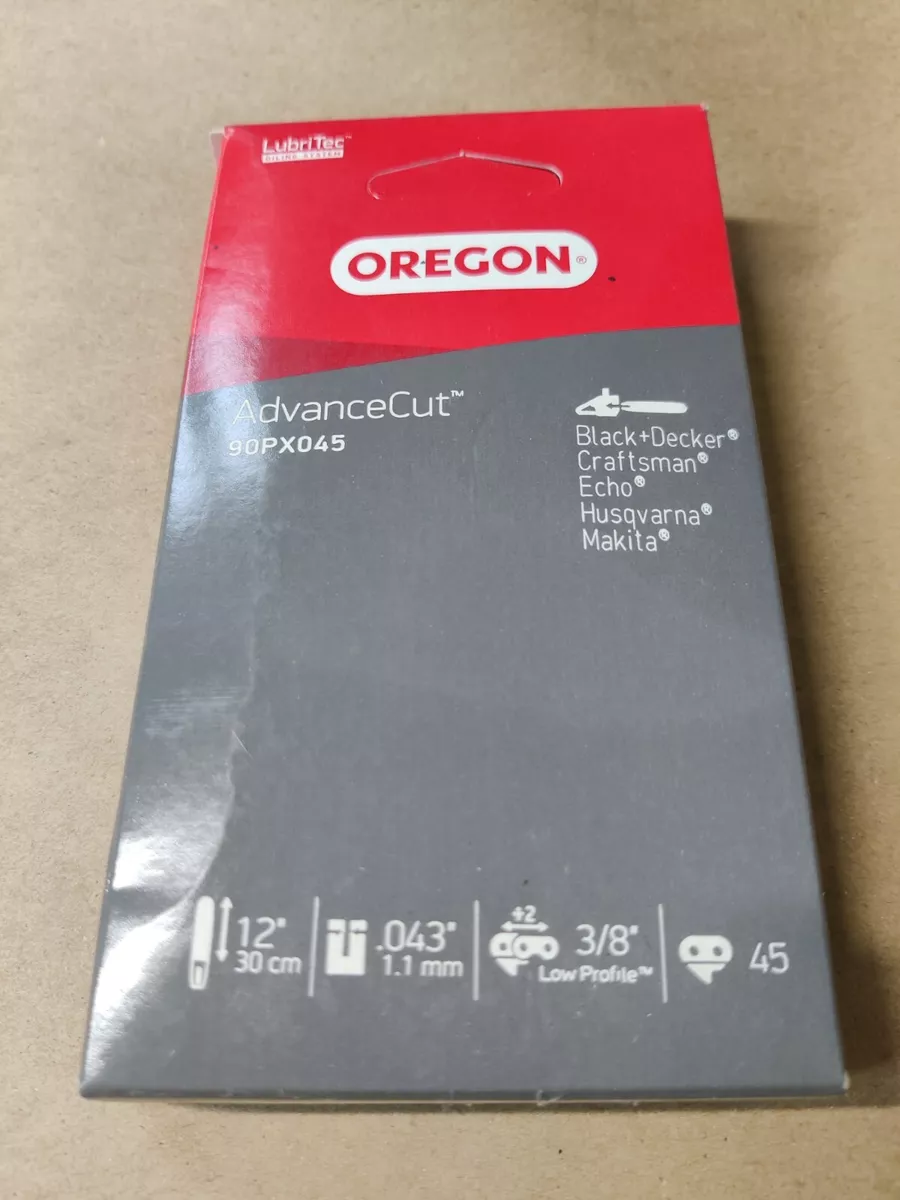 LubriTec™
OILING SYSTEM
OREGON®
AdvanceCut™
90PX045
Black+Decker®
Craftsman®
Echo®
Husqvarna®
Makita®
12"
30 cm
.043"
1.1 mm
÷2
3/8"
Low Profile™
45